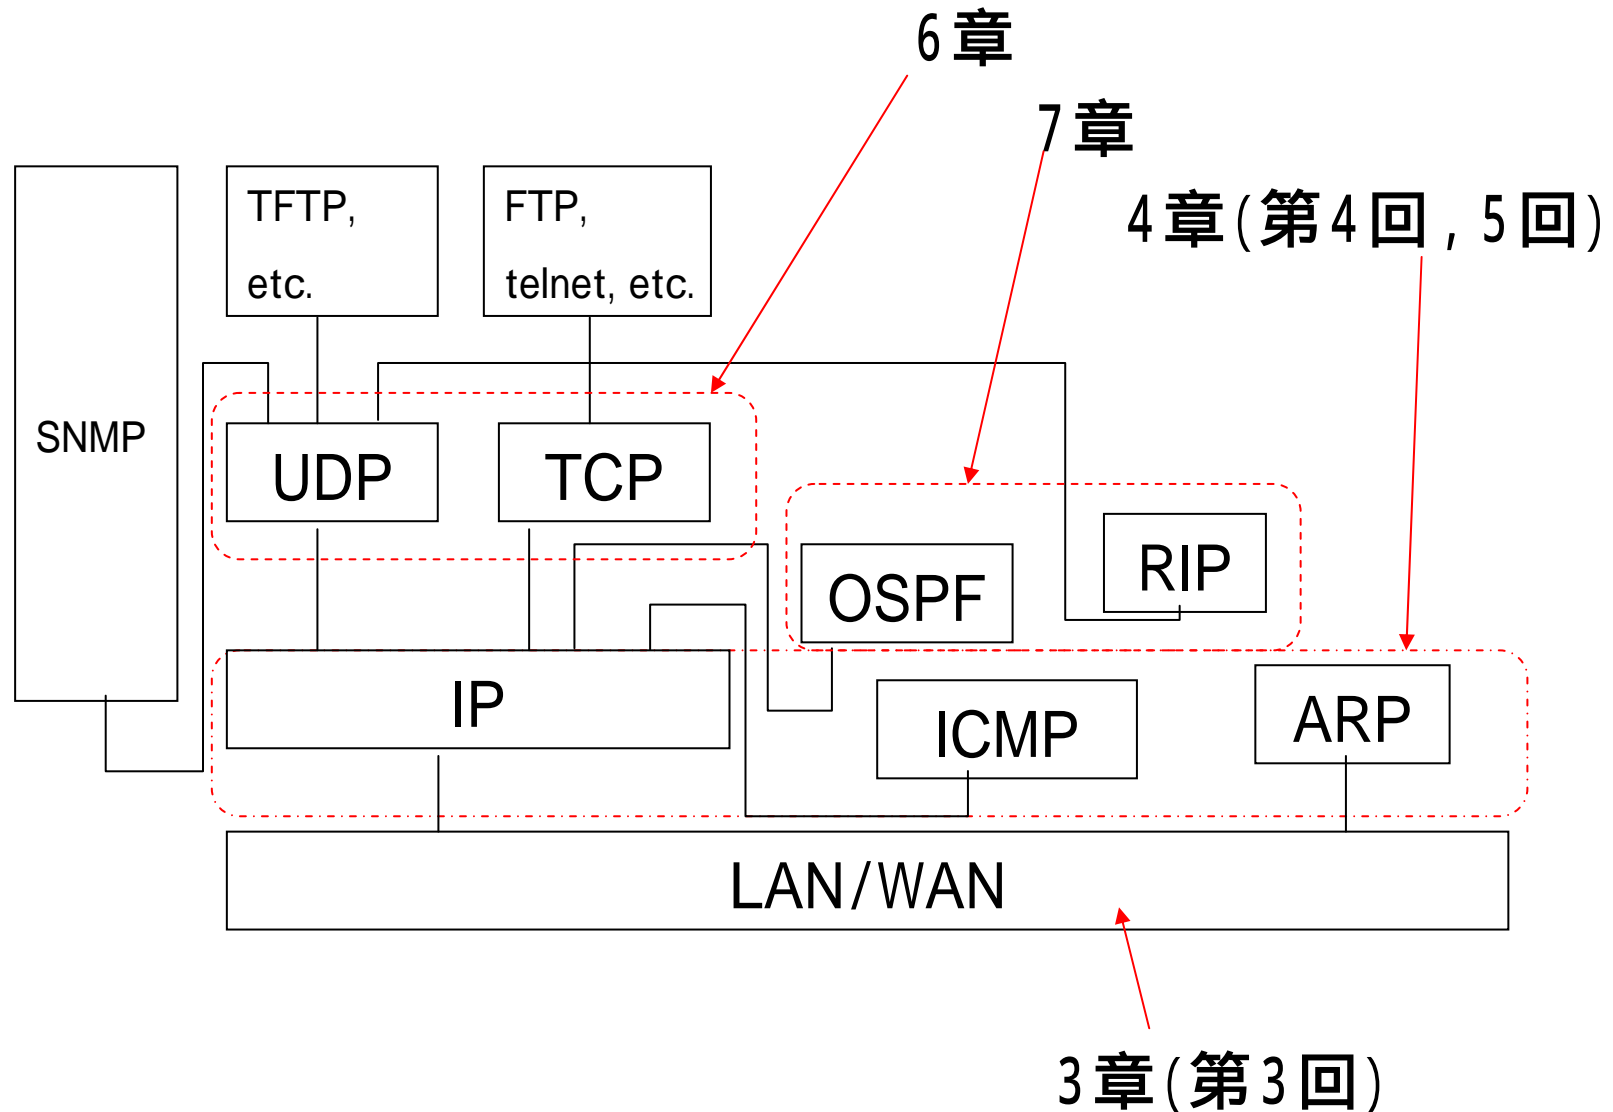 6章
7章
4章(第4回, 5回)
TFTP,
etc.
FTP,
telnet, etc.
SNMP
UDP
TCP
OSPF
RIP
IP
ICMP
ARP
LAN/WAN
3章(第3回)